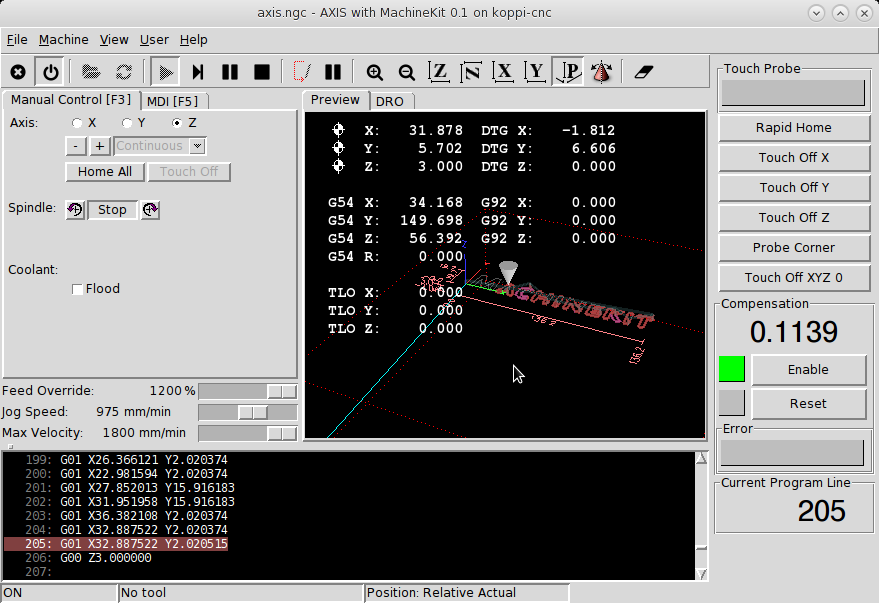 axis.ngc - AXIS with MachineKit 0.1 on koppi-cnc
File Machine View User Help
Z N X Y P
Manual Control [F3] MDI [F5]
Axis: X Y Z
- + Continuous
Home All Touch Off
Spindle: Stop
Coolant:
Flood
Feed Override: 1200%
Jog Speed: 975 mm/min
Max Velocity: 1800 mm/min
Preview DRO
X: 31.878 DTG X: -1.812
Y: 5.702 DTG Y: 6.606
Z: 3.000 DTG Z: 0.000
G54 X: 34.168 G92 X: 0.000
G54 Y: 149.698 G92 Y: 0.000
G54 Z: 56.392 G92 Z: 0.000
G54 R: 0.000
TLO X: 0.000
TLO Y: 0.000
TLO Z: 0.000
Z
MACHINEKIT
136.2
136.2
Touch Probe
Rapid Home
Touch Off X
Touch Off Y
Touch Off Z
Probe Corner
Touch Off XYZ 0
Compensation
0.1139
Enable
Reset
Error
Current Program Line
205
199: G01 X26.366121 Y2.020374
200: G01 X22.981594 Y2.020374
201: G01 X27.852013 Y15.916183
202: G01 X31.951958 Y15.916183
203: G01 X36.382108 Y2.020374
204: G01 X32.887522 Y2.020374
205: G01 X32.887522 Y2.020515
206: G00 Z3.000000
207:
ON No tool Position: Relative Actual